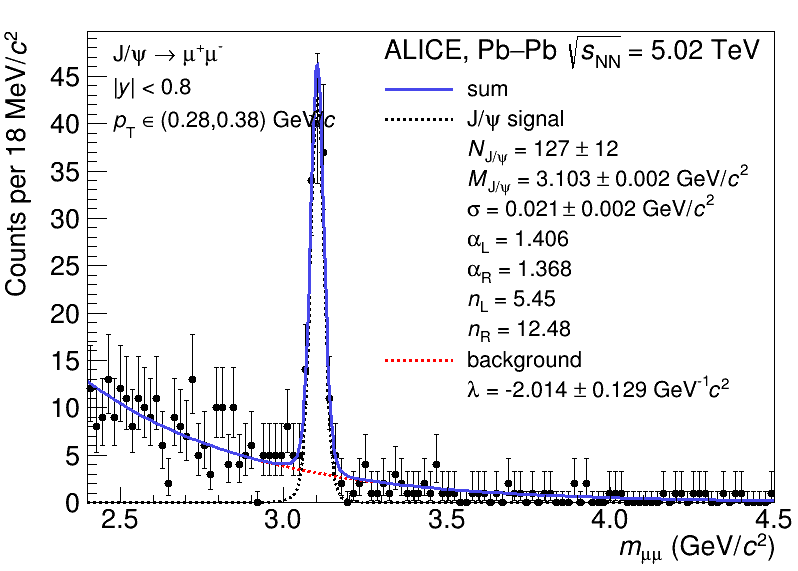 Counts per 18 MeV/c²
45
40
35
30
25
20
15
10
5
0
J/ψ → μ⁺μ⁻
|y| < 0.8
p_T ∈ (0.28,0.38) GeV/c
ALICE, Pb–Pb √s_NN = 5.02 TeV
sum
J/ψ signal
N_J/ψ = 127 ± 12
M_J/ψ = 3.103 ± 0.002 GeV/c²
σ = 0.021 ± 0.002 GeV/c²
α_L = 1.406
α_R = 1.368
n_L = 5.45
n_R = 12.48
background
λ = -2.014 ± 0.129 GeV⁻¹c²
2.5 3.0 3.5 4.0 4.5
m_μμ (GeV/c²)